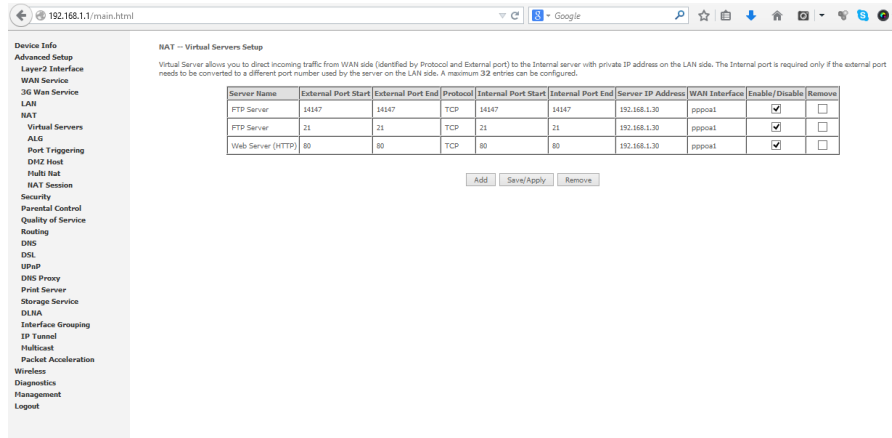 192.168.1.1/main.html
8 Google
Device Info
Advanced Setup
Layer2 Interface
WAN Service
3G Wan Service
LAN
NAT
Virtual Servers
ALG
Port Triggering
DMZ Host
Multi Nat
NAT Session
Security
Parental Control
Quality of Service
Routing
DNS
DSL
UPnP
DNS Proxy
Print Server
Storage Service
DLNA
Interface Grouping
IP Tunnel
Multicast
Packet Acceleration
Wireless
Diagnostics
Management
Logout
NAT -- Virtual Servers Setup
Virtual Server allows you to direct incoming traffic from WAN side (identified by Protocol and External port) to the Internal server with private IP address on the LAN side. The Internal port is required only if the external port
needs to be converted to a different port number used by the server on the LAN side. A maximum 32 entries can be configured.
Server Name External Port Start External Port End Protocol Internal Port Start Internal Port End Server IP Address WAN Interface Enable/Disable Remove
FTP Server 14147 14147 TCP 14147 14147 192.168.1.30 pppoa1
FTP Server 21 21 TCP 21 21 192.168.1.30 pppoa1
Web Server (HTTP) 80 80 TCP 80 80 192.168.1.30 pppoa1
Add Save/Apply Remove